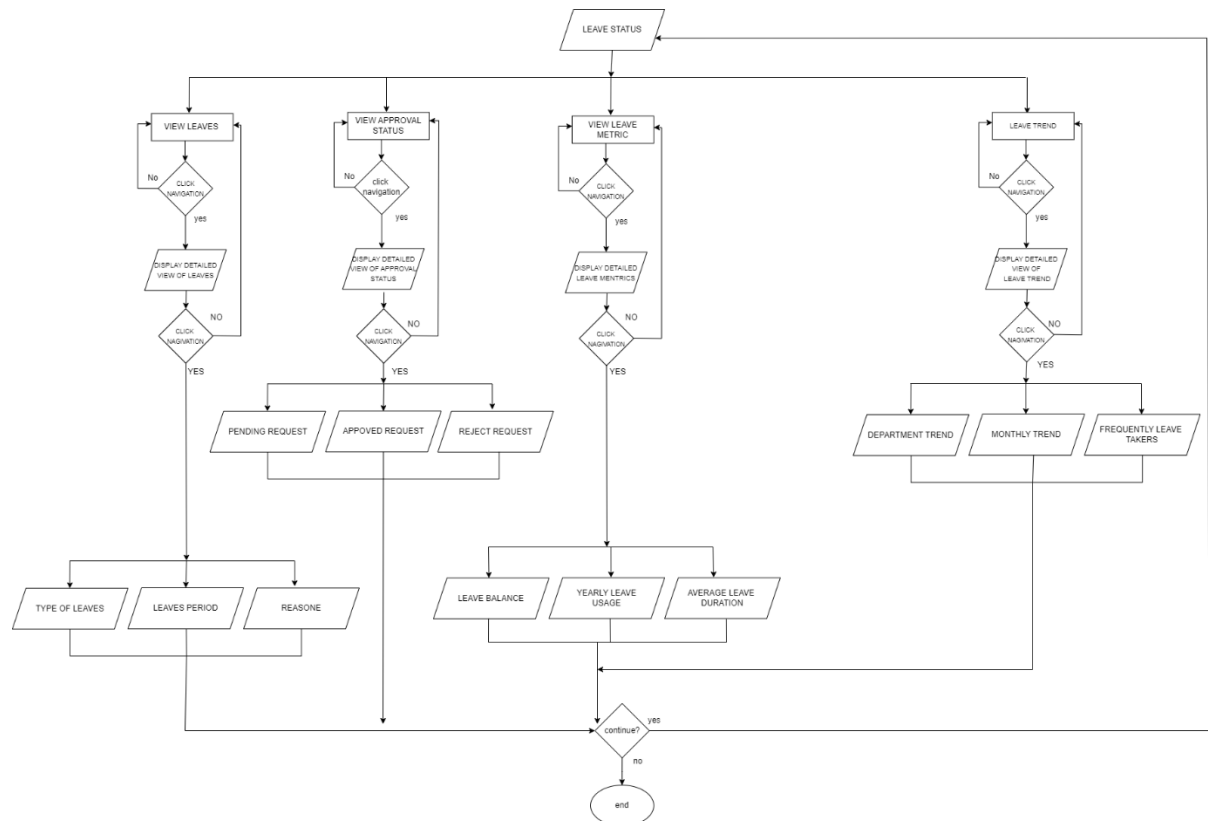 LEAVE STATUS
VIEW LEAVES
VIEW APPROVAL
STATUS
VIEW LEAVE
METRIC
LEAVE TREND
No
CLICK
NAVIGATION
yes
No
click
navigation
yes
No
CLICK
NAVIGATION
yes
No
CLICK
NAVIGATION
yes
DISPLAY DETAILED
VIEW OF LEAVES
DISPLAY DETAILED
VIEW OF APPROVAL
STATUS
DISPLAY DETAILED
LEAVE MENTRICS
DISPLAY DETAILED
VIEW OF
LEAVE TREND
NO
CLICK
NAGIVATION
YES
NO
CLICK
NAVIGATION
YES
NO
CLICK
NAGIVATION
YES
NO
CLICK
NAGIVATION
YES
PENDING REQUEST
APPOVED REQUEST
REJECT REQUEST
DEPARTMENT TREND
MONTHLY TREND
FREQUENTLY LEAVE
TAKERS
TYPE OF LEAVES
LEAVES PERIOD
REASONE
LEAVE BALANCE
YEARLY LEAVE
USAGE
AVERAGE LEAVE
DURATION
continue?
yes
no
end